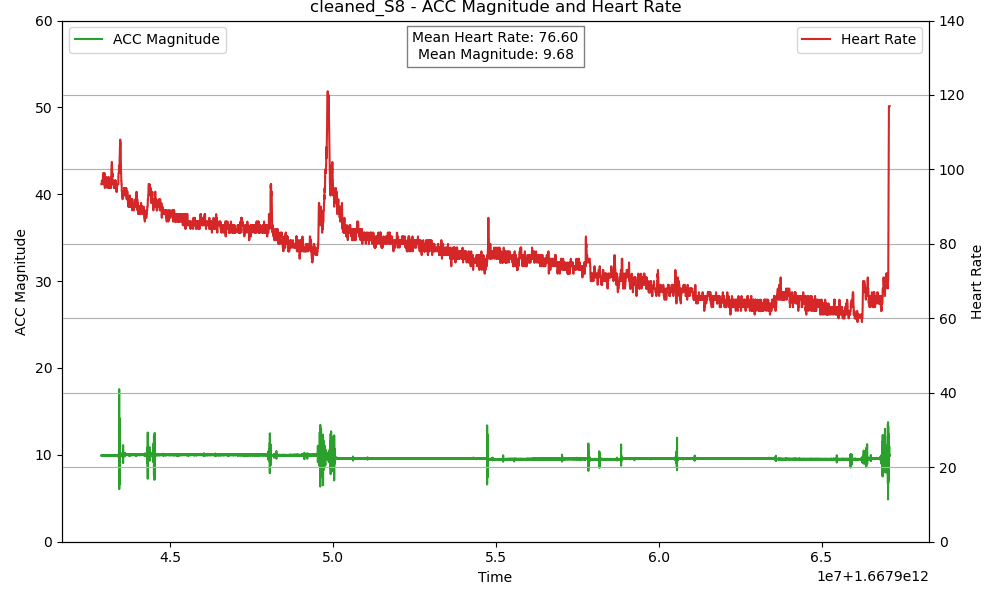 cleaned_S8 - ACC Magnitude and Heart Rate
ACC Magnitude
Mean Heart Rate: 76.60
Mean Magnitude: 9.68
Heart Rate
60
50
40
30
20
10
0
ACC Magnitude
140
120
100
80
60
40
20
0
Heart Rate
4.5
5.0
5.5
6.0
6.5
Time
1e7+1.6679e12